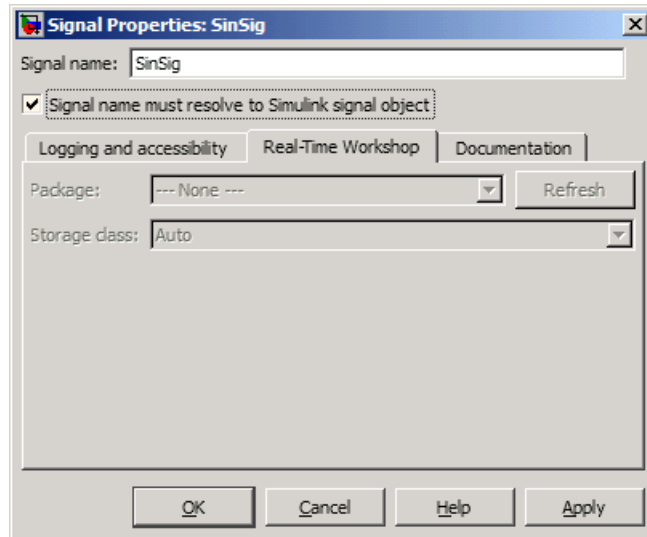 Signal Properties: SinSig
Signal name: SinSig
Signal name must resolve to Simulink signal object
Logging and accessibility Real-Time Workshop Documentation
Package: --- None --- Refresh
Storage class: Auto
OK Cancel Help Apply